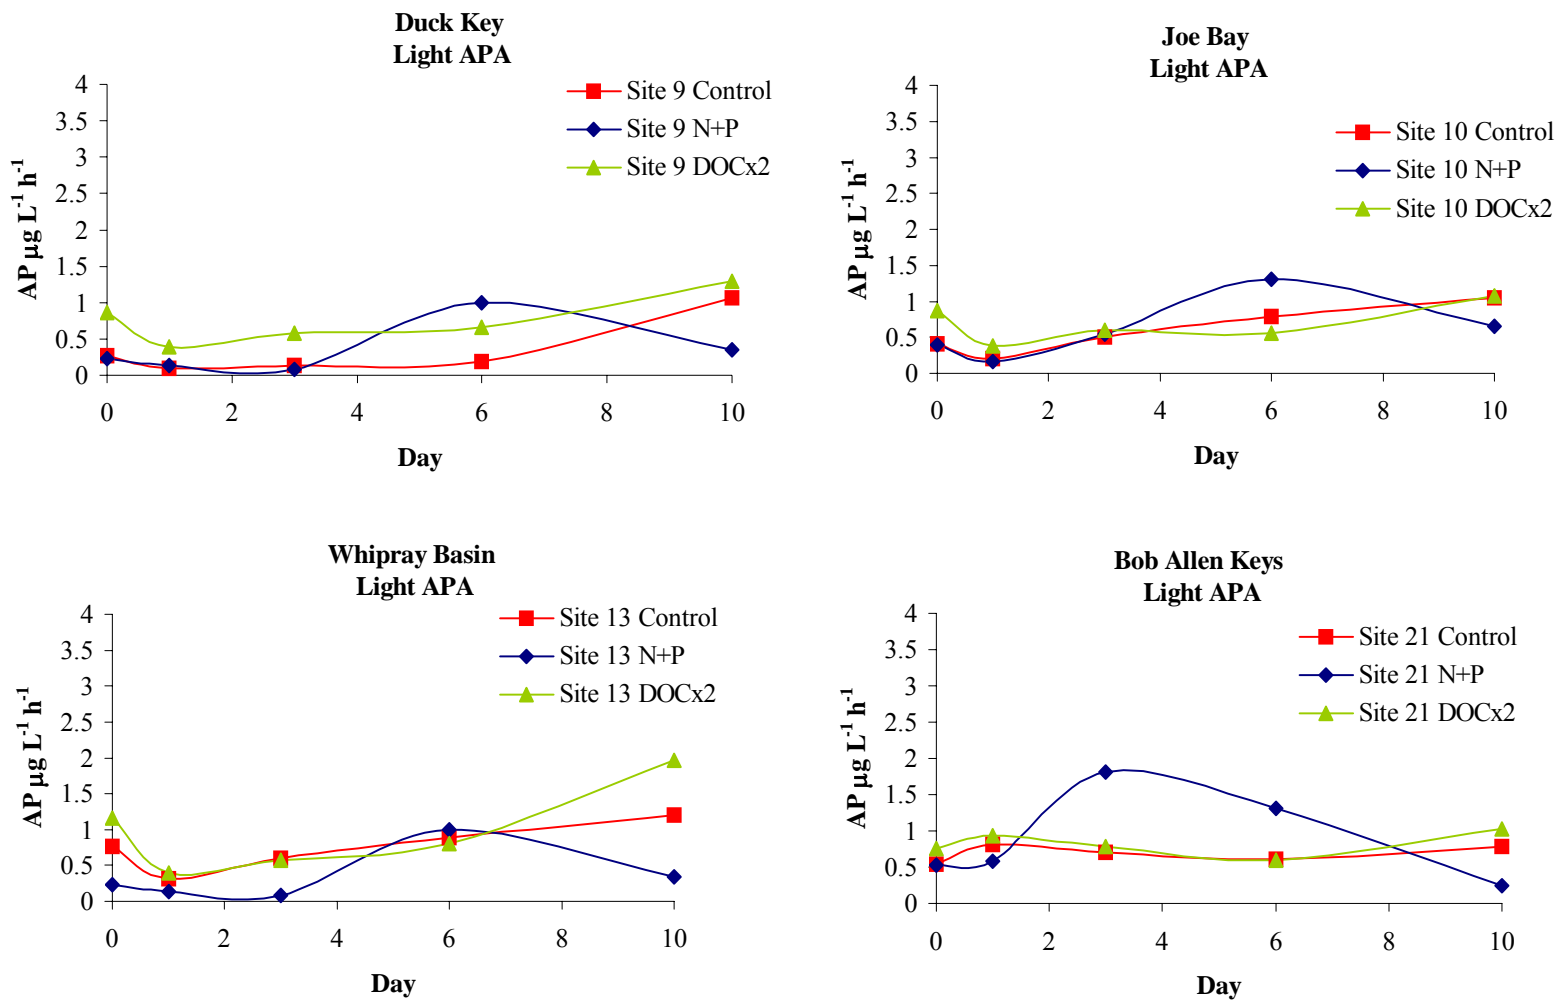 Duck Key
Light APA
Site 9 Control
Site 9 N+P
Site 9 DOCx2
AP µg L-1 h-1
4
3.5
3
2.5
2
1.5
1
0.5
0
0 2 4 6 8 10
Day
Joe Bay
Light APA
Site 10 Control
Site 10 N+P
Site 10 DOCx2
AP µg L-1 h-1
4
3.5
3
2.5
2
1.5
1
0.5
0
0 2 4 6 8 10
Day
Whipray Basin
Light APA
Site 13 Control
Site 13 N+P
Site 13 DOCx2
AP µg L-1 h-1
4
3.5
3
2.5
2
1.5
1
0.5
0
0 2 4 6 8 10
Day
Bob Allen Keys
Light APA
Site 21 Control
Site 21 N+P
Site 21 DOCx2
AP µg L-1 h-1
4
3.5
3
2.5
2
1.5
1
0.5
0
0 2 4 6 8 10
Day